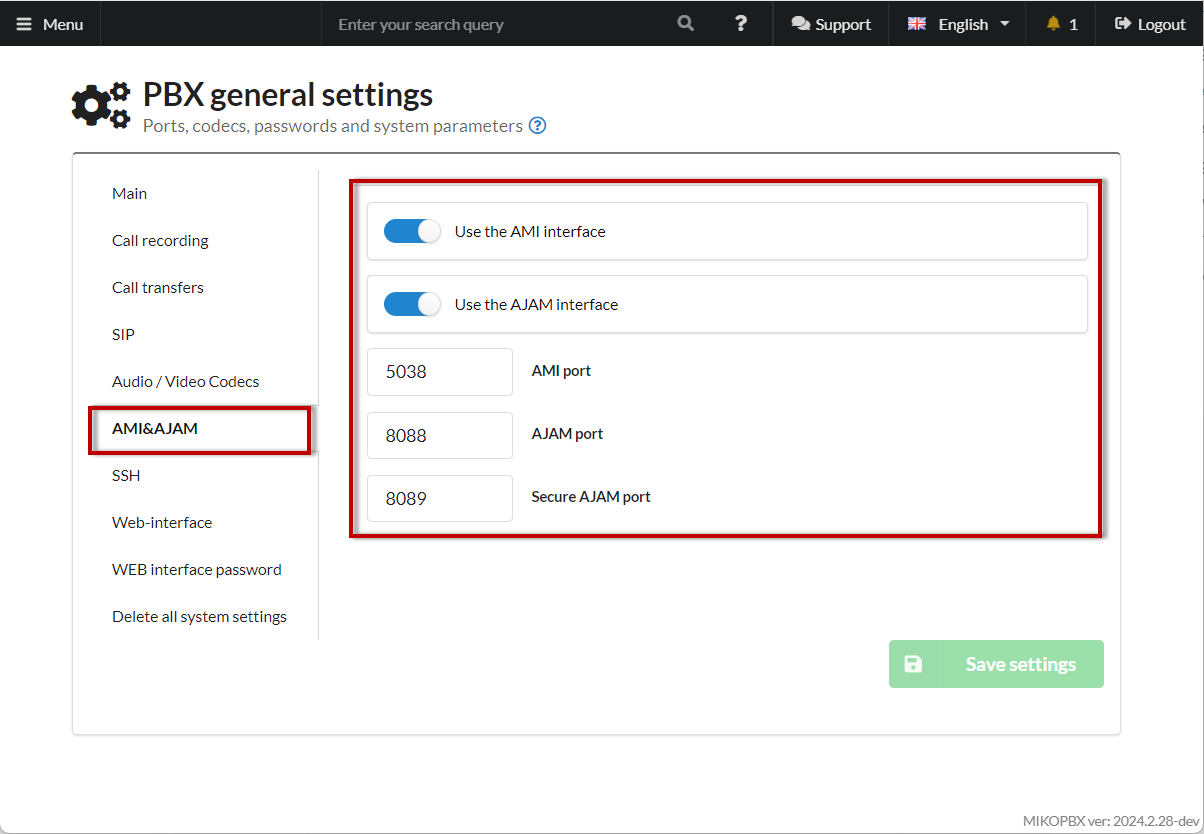 Menu
Enter your search query
?
Support
English
1
Logout
PBX general settings
Ports, codecs, passwords and system parameters ?
Main
Call recording
Call transfers
SIP
Audio / Video Codecs
AMI&AJAM
SSH
Web-interface
WEB interface password
Delete all system settings
Use the AMI interface
Use the AJAM interface
5038 AMI port
8088 AJAM port
8089 Secure AJAM port
Save settings
MIKOPBX ver: 2024.2.28-dev